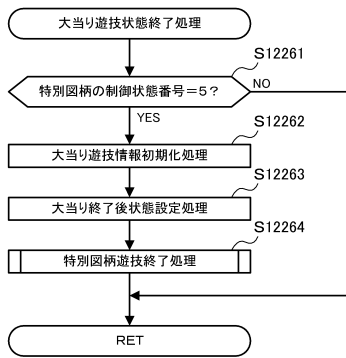 大当り遊技状態終了処理
S12261
特別図柄の制御状態番号=5?
NO
YES
S12262
大当り遊技情報初期化処理
S12263
大当り終了後状態設定処理
S12264
特別図柄遊技終了処理
RET